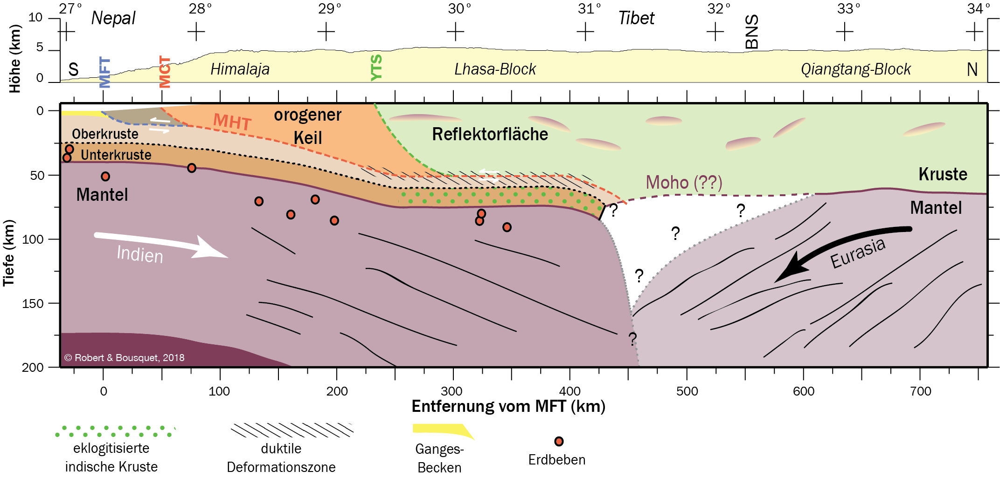 27° 28° 29° 30° 31° 32° 33° 34°
Nepal Tibet BNS
Höhe (km)
10
5
0
S MFT MCT Himalaja YTS Lhasa-Block Qiangtang-Block N
Tiefe (km)
0
50
100
150
200
MHT
orogener
Keil
Reflektorfläche
Oberkruste
Unterkruste
Kruste
Moho (??)
Mantel
Mantel
?
?
?
?
?
Indien
Eurasia
© Robert & Bousquet, 2018
0 100 200 300 400 500 600 700
Entfernung vom MFT (km)
eklogitisierte
indische Kruste
duktile
Deformationszone
Ganges-
Becken
Erdbeben